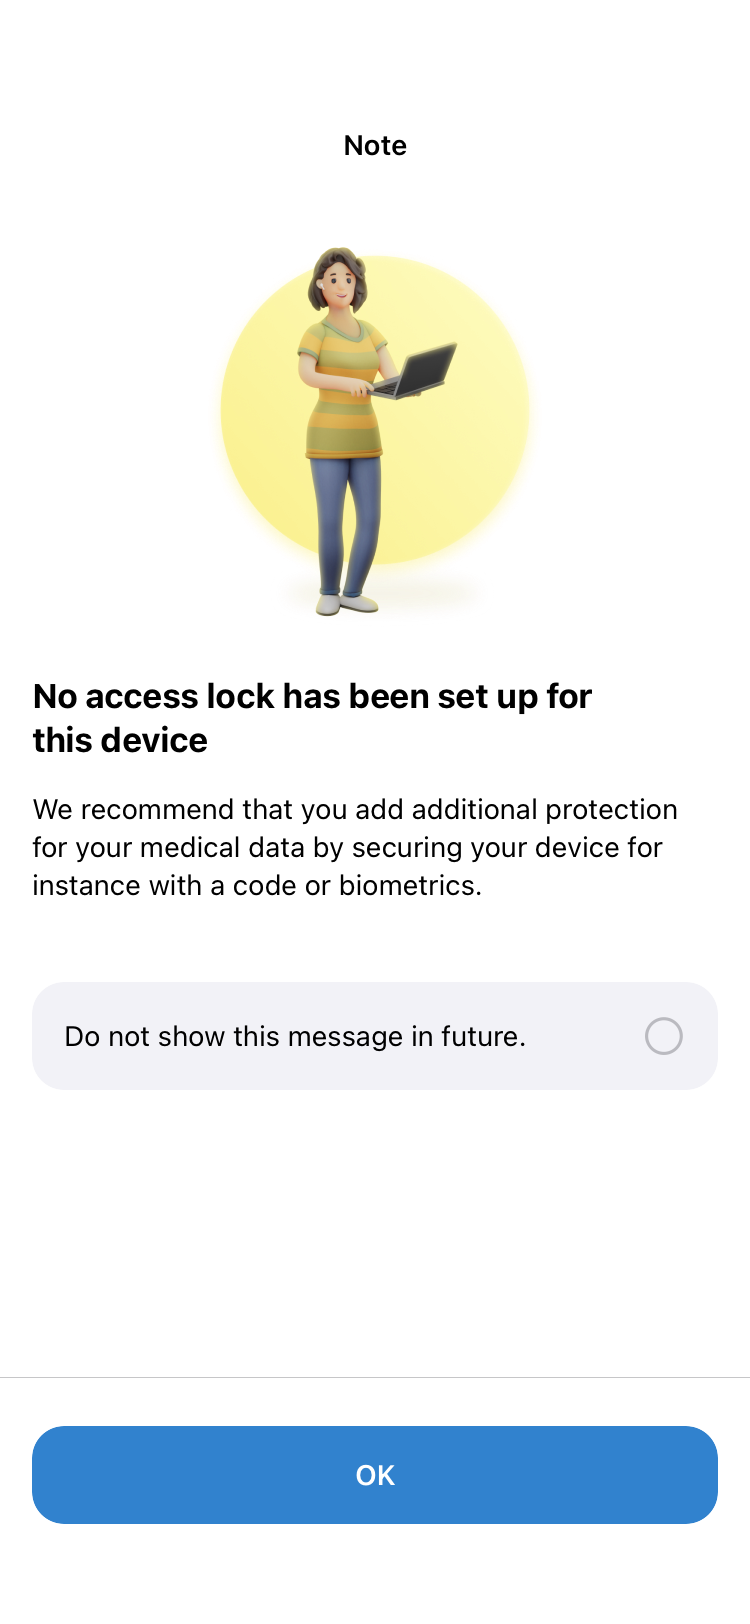 Note
No access lock has been set up for
this device
We recommend that you add additional protection
for your medical data by securing your device for
instance with a code or biometrics.
Do not show this message in future.
OK